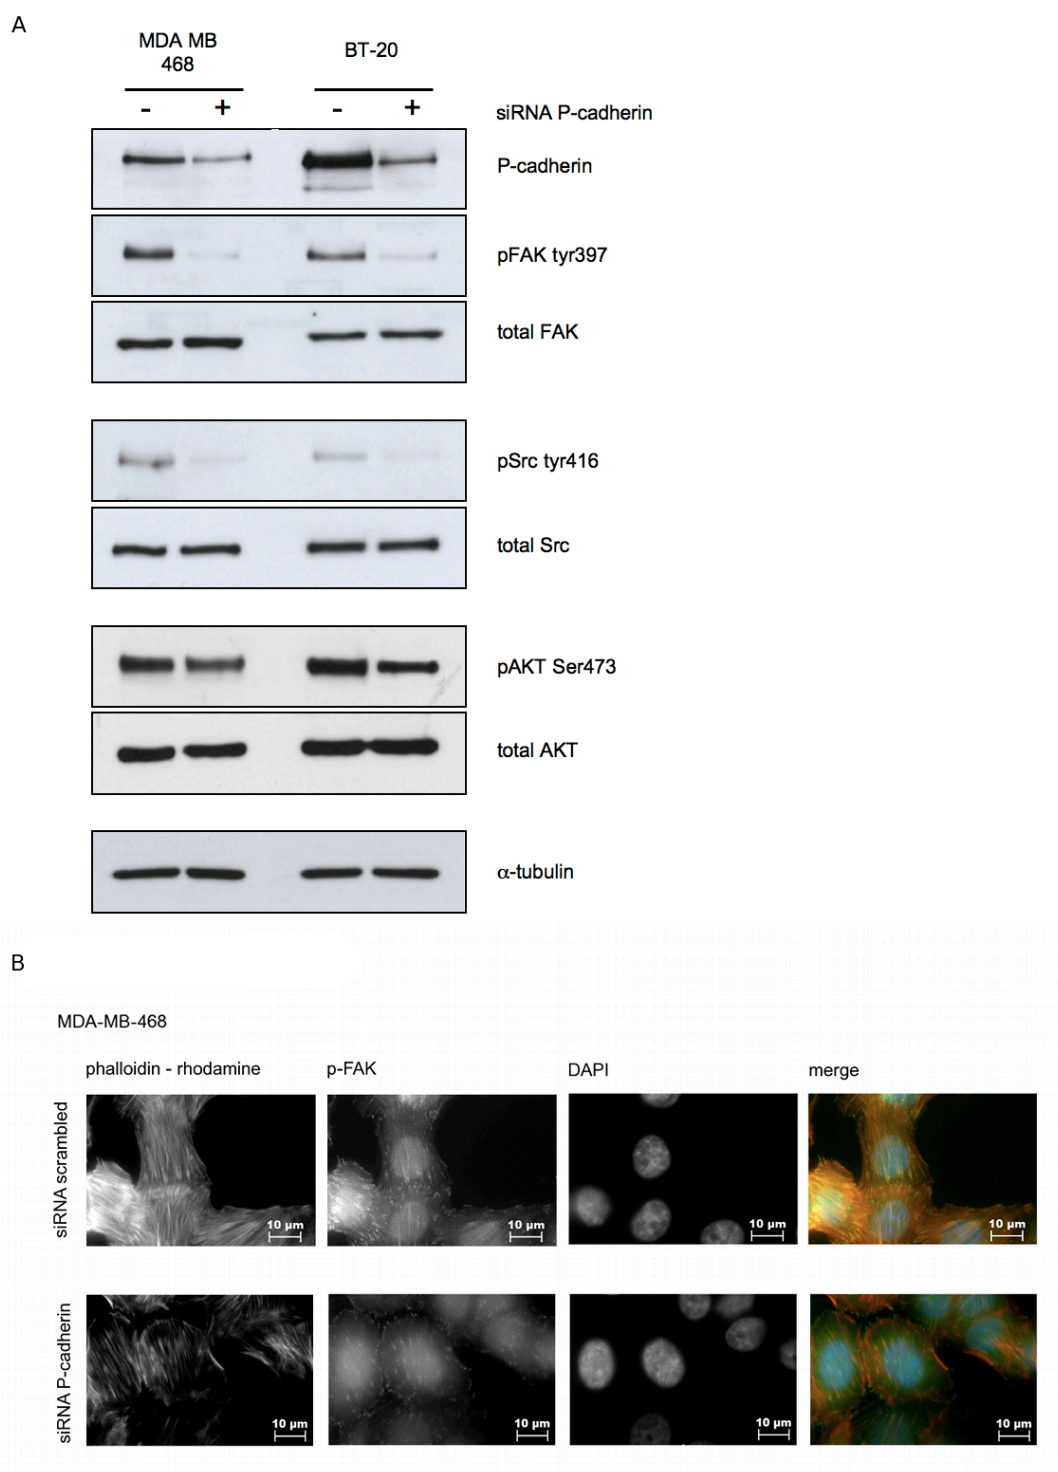 A
MDA MB
468
BT-20
- + - + siRNA P-cadherin
P-cadherin
pFAK tyr397
total FAK
pSrc tyr416
total Src
pAKT Ser473
total AKT
α-tubulin
B
MDA-MB-468
phalloidin - rhodamine p-FAK DAPI merge
siRNA scrambled
10 µm 10 µm 10 µm 10 µm
siRNA P-cadherin
10 µm 10 µm 10 µm 10 µm